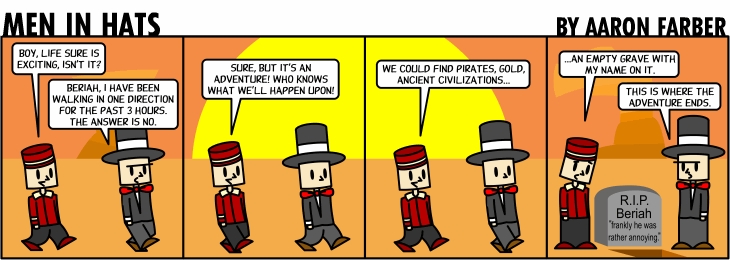 MEN IN HATS
BY AARON FARBER
BOY, LIFE SURE IS
EXCITING, ISN'T IT?
BERIAH, I HAVE BEEN
WALKING IN ONE DIRECTION
FOR THE PAST 3 HOURS.
THE ANSWER IS NO.
SURE, BUT IT'S AN
ADVENTURE! WHO KNOWS
WHAT WE'LL HAPPEN UPON!
WE COULD FIND PIRATES, GOLD,
ANCIENT CIVILIZATIONS...
...AN EMPTY GRAVE WITH
MY NAME ON IT.
THIS IS WHERE THE
ADVENTURE ENDS.
R.I.P.
Beriah
"frankly he was
rather annoying."